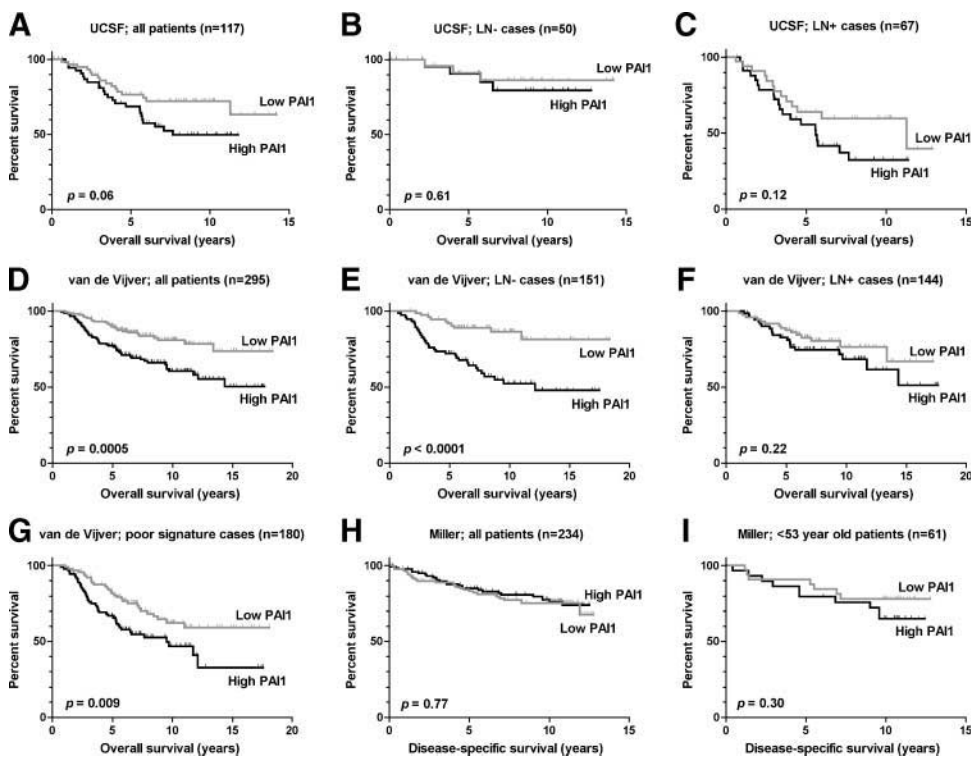 A
UCSF; all patients (n=117)
Percent survival
100
50
0
Low PAI1
High PAI1
p = 0.06
0 5 10 15
Overall survival (years)
B
UCSF; LN- cases (n=50)
Percent survival
100
50
0
Low PAI1
High PAI1
p = 0.61
0 5 10 15
Overall survival (years)
C
UCSF; LN+ cases (n=67)
Percent survival
100
50
0
Low PAI1
High PAI1
p = 0.12
0 5 10 15
Overall survival (years)
D
van de Vijver; all patients (n=295)
Percent survival
100
50
0
Low PAI1
High PAI1
p = 0.0005
0 5 10 15 20
Overall survival (years)
E
van de Vijver; LN- cases (n=151)
Percent survival
100
50
0
Low PAI1
High PAI1
p < 0.0001
0 5 10 15 20
Overall survival (years)
F
van de Vijver; LN+ cases (n=144)
Percent survival
100
50
0
Low PAI1
High PAI1
p = 0.22
0 5 10 15 20
Overall survival (years)
G
van de Vijver; poor signature cases (n=180)
Percent survival
100
50
0
Low PAI1
High PAI1
p = 0.009
0 5 10 15 20
Overall survival (years)
H
Miller; all patients (n=234)
Percent survival
100
50
0
High PAI1
Low PAI1
p = 0.77
0 5 10 15
Disease-specific survival (years)
I
Miller; <53 year old patients (n=61)
Percent survival
100
50
0
Low PAI1
High PAI1
p = 0.30
0 5 10 15
Disease-specific survival (years)